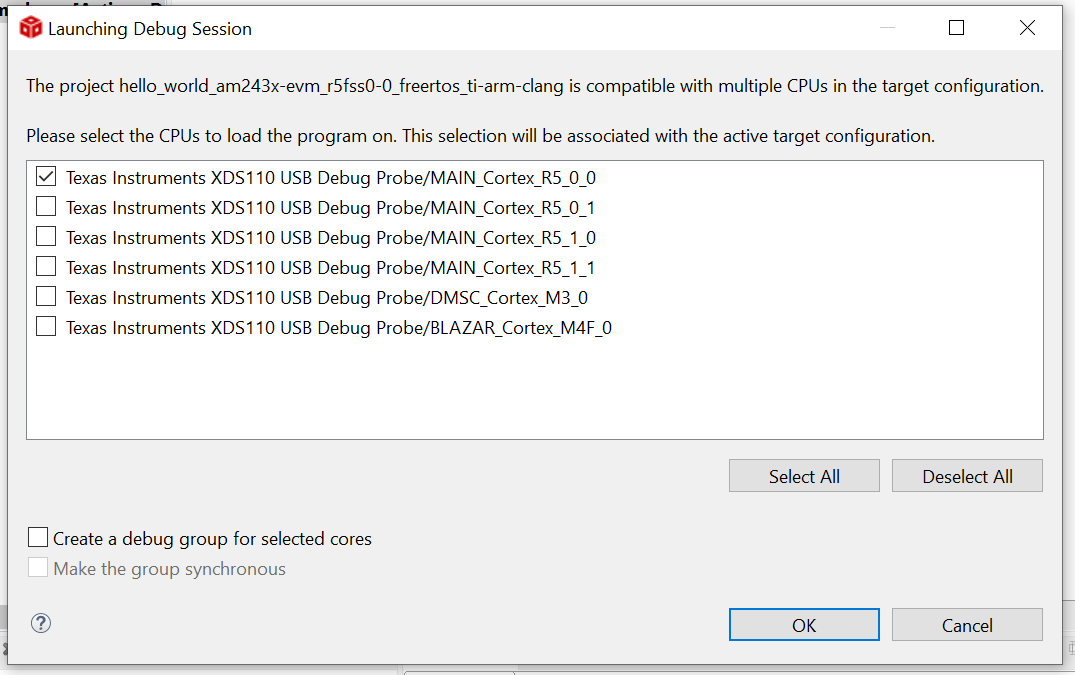 Launching Debug Session
The project hello_world_am243x-evm_r5fss0-0_freertos_ti-arm-clang is compatible with multiple CPUs in the target configuration.
Please select the CPUs to load the program on. This selection will be associated with the active target configuration.
Texas Instruments XDS110 USB Debug Probe/MAIN_Cortex_R5_0_0
Texas Instruments XDS110 USB Debug Probe/MAIN_Cortex_R5_0_1
Texas Instruments XDS110 USB Debug Probe/MAIN_Cortex_R5_1_0
Texas Instruments XDS110 USB Debug Probe/MAIN_Cortex_R5_1_1
Texas Instruments XDS110 USB Debug Probe/DMSC_Cortex_M3_0
Texas Instruments XDS110 USB Debug Probe/BLAZAR_Cortex_M4F_0
Select All
Deselect All
Create a debug group for selected cores
Make the group synchronous
?
OK
Cancel